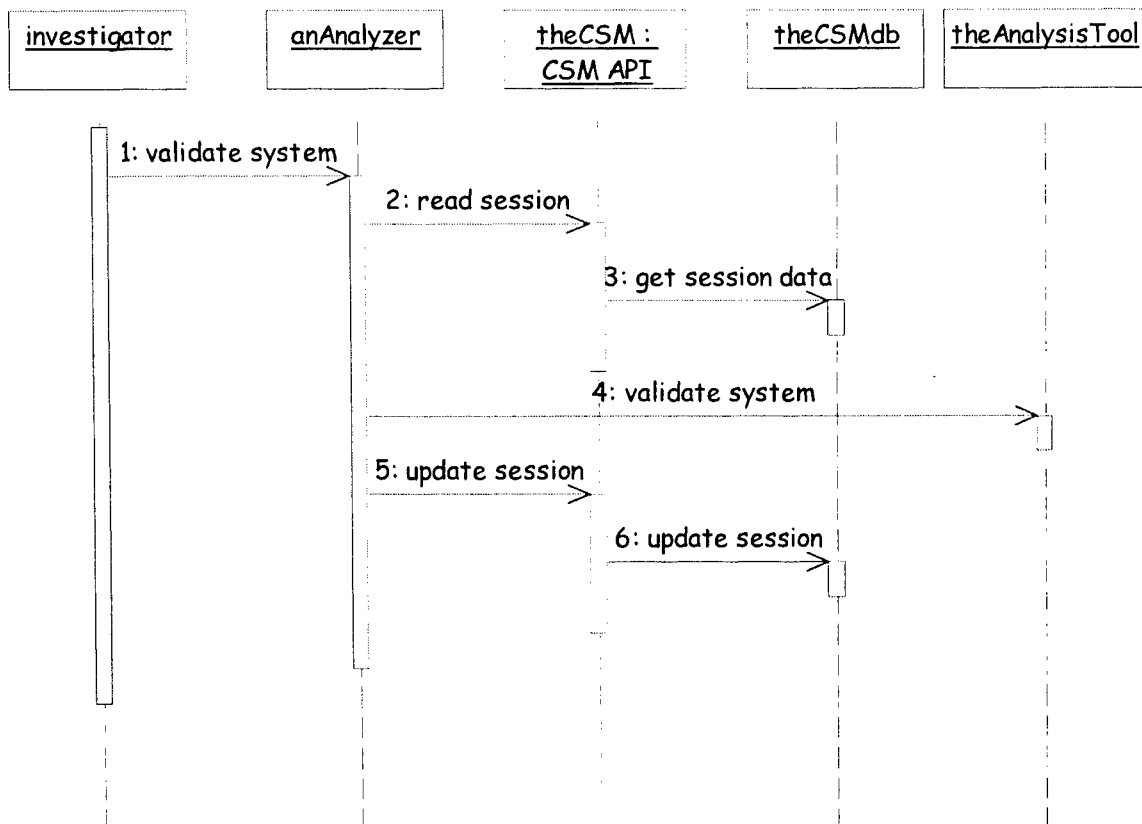 investigator
anAnalyzer
theCSM :
CSM API
theCSMdb
theAnalysisTool
1: validate system
2: read session
3: get session data
4: validate system
5: update session
6: update session